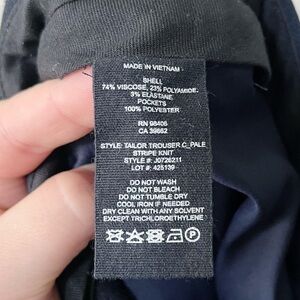 MADE IN VIETNAM
SHELL
74% VISCOSE, 23% POLYAMIDE,
3% ELASTANE
POCKETS
100% POLYESTER
RN 98406
CA 39662
STYLE: TAILOR TROUSER C_PALE
STRIPE KNIT
STYLE #: J0726211
LOT #: 425139
DO NOT WASH
DO NOT BLEACH
DO NOT TUMBLE DRY
COOL IRON IF NEEDED
DRY CLEAN WITH ANY SOLVENT
EXCEPT TRICHLOROETHYLENE
P